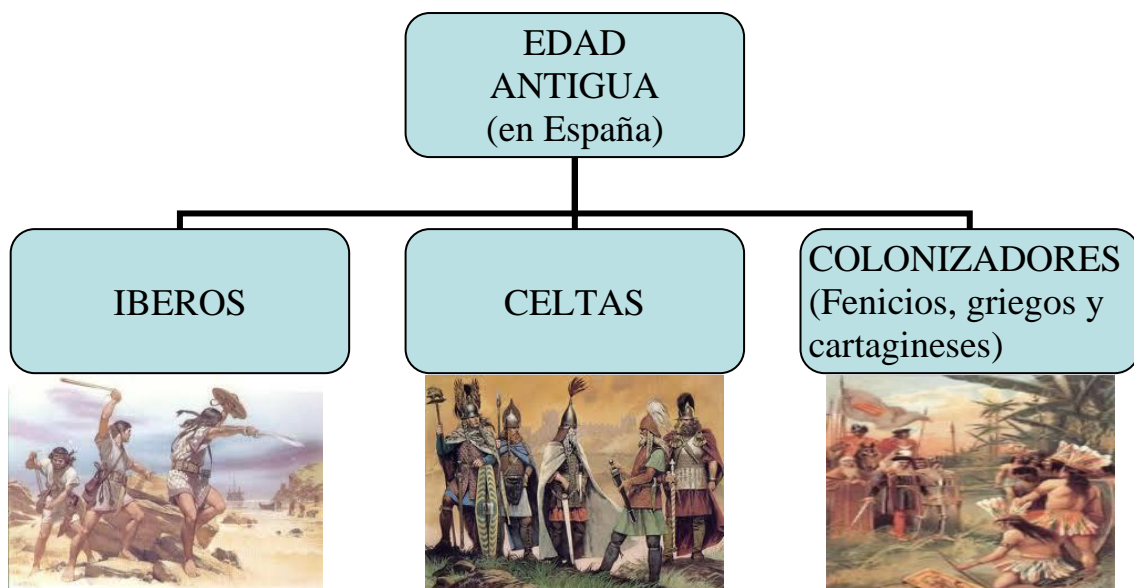 EDAD
ANTIGUA
(en España)
IBEROS
CELTAS
COLONIZADORES
(Fenicios, griegos y
cartagineses)